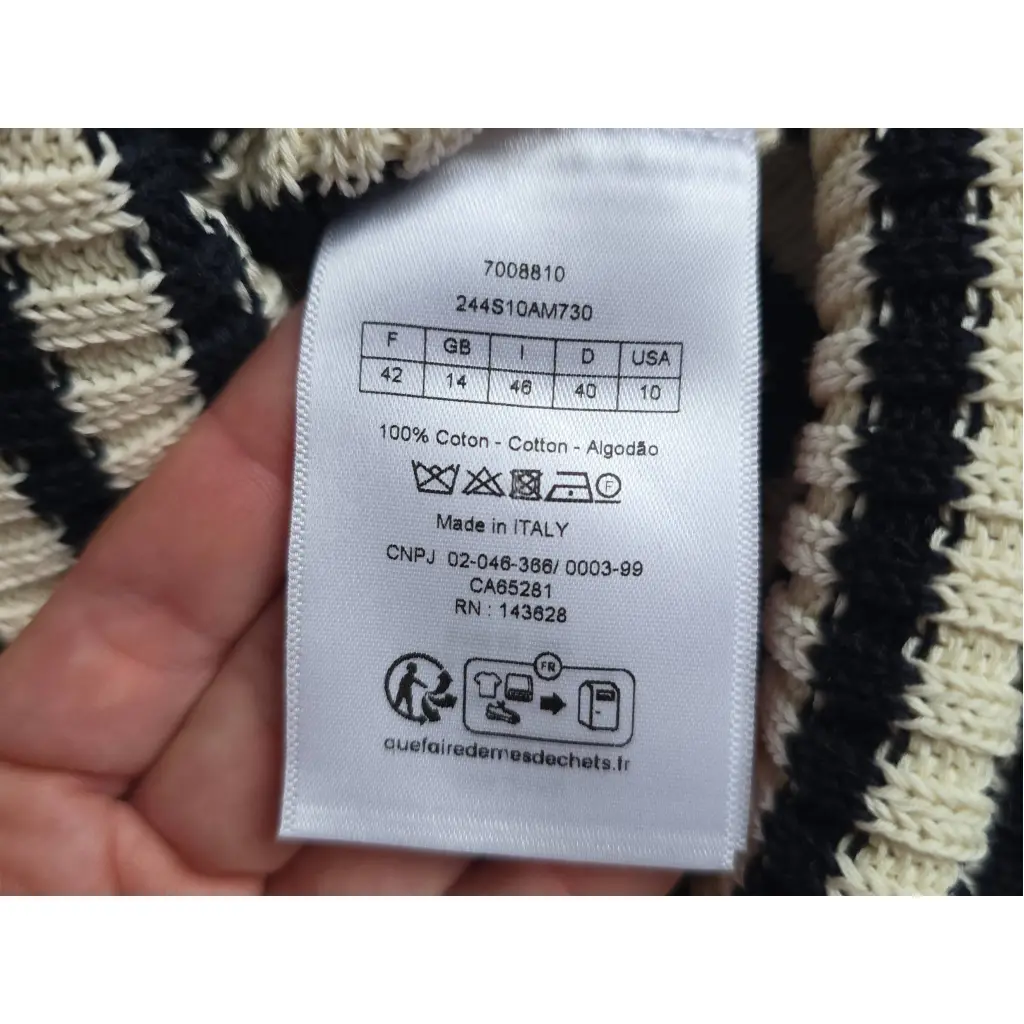 7008810
244S10AM730
F GB I D USA
42 14 46 40 10
100% Coton - Cotton - Algodão
F
Made in ITALY
CNPJ 02-046-366/ 0003-99
CA65281
RN : 143628
FR
quefairedemesdechets.fr